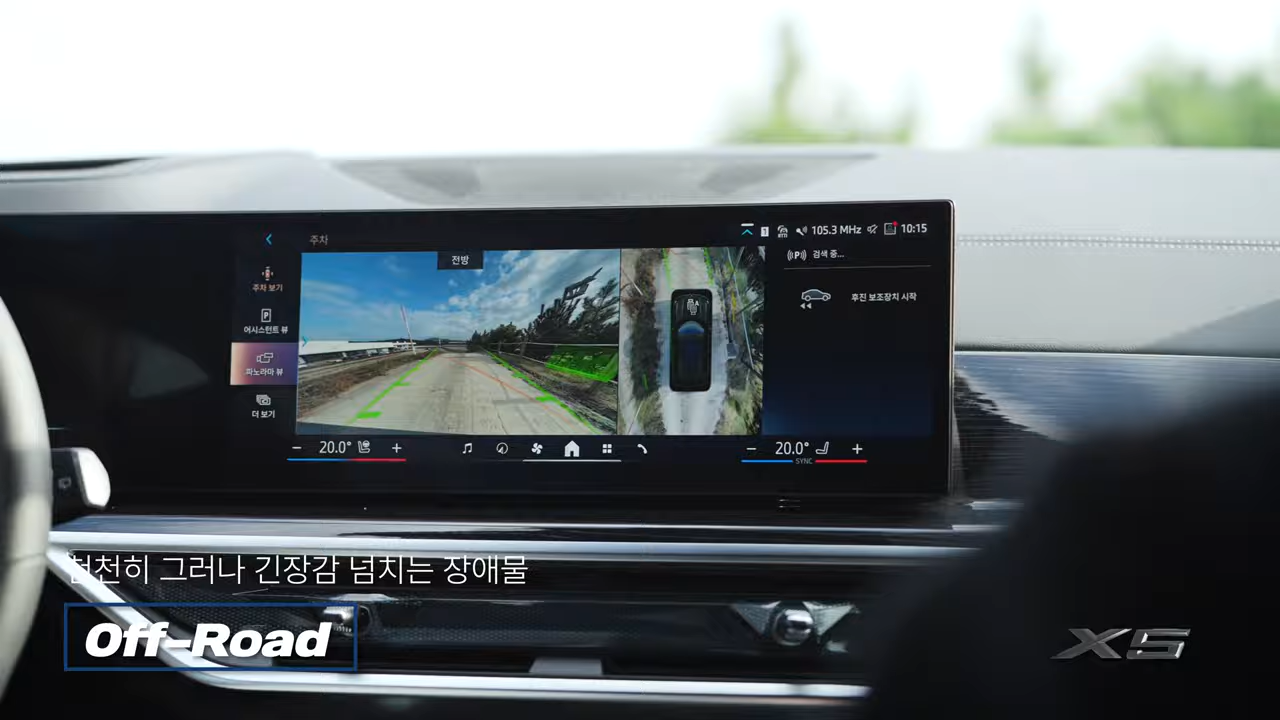 주차
1
105.3 MHz
10:15
전방
검색 중...
주차 보기
후진 보조장치 시작
어시스턴트 뷰
파노라마 뷰
더 보기
20.0°
20.0°
SYNC
천천히 그러나 긴장감 넘치는 장애물
Off-Road
X5